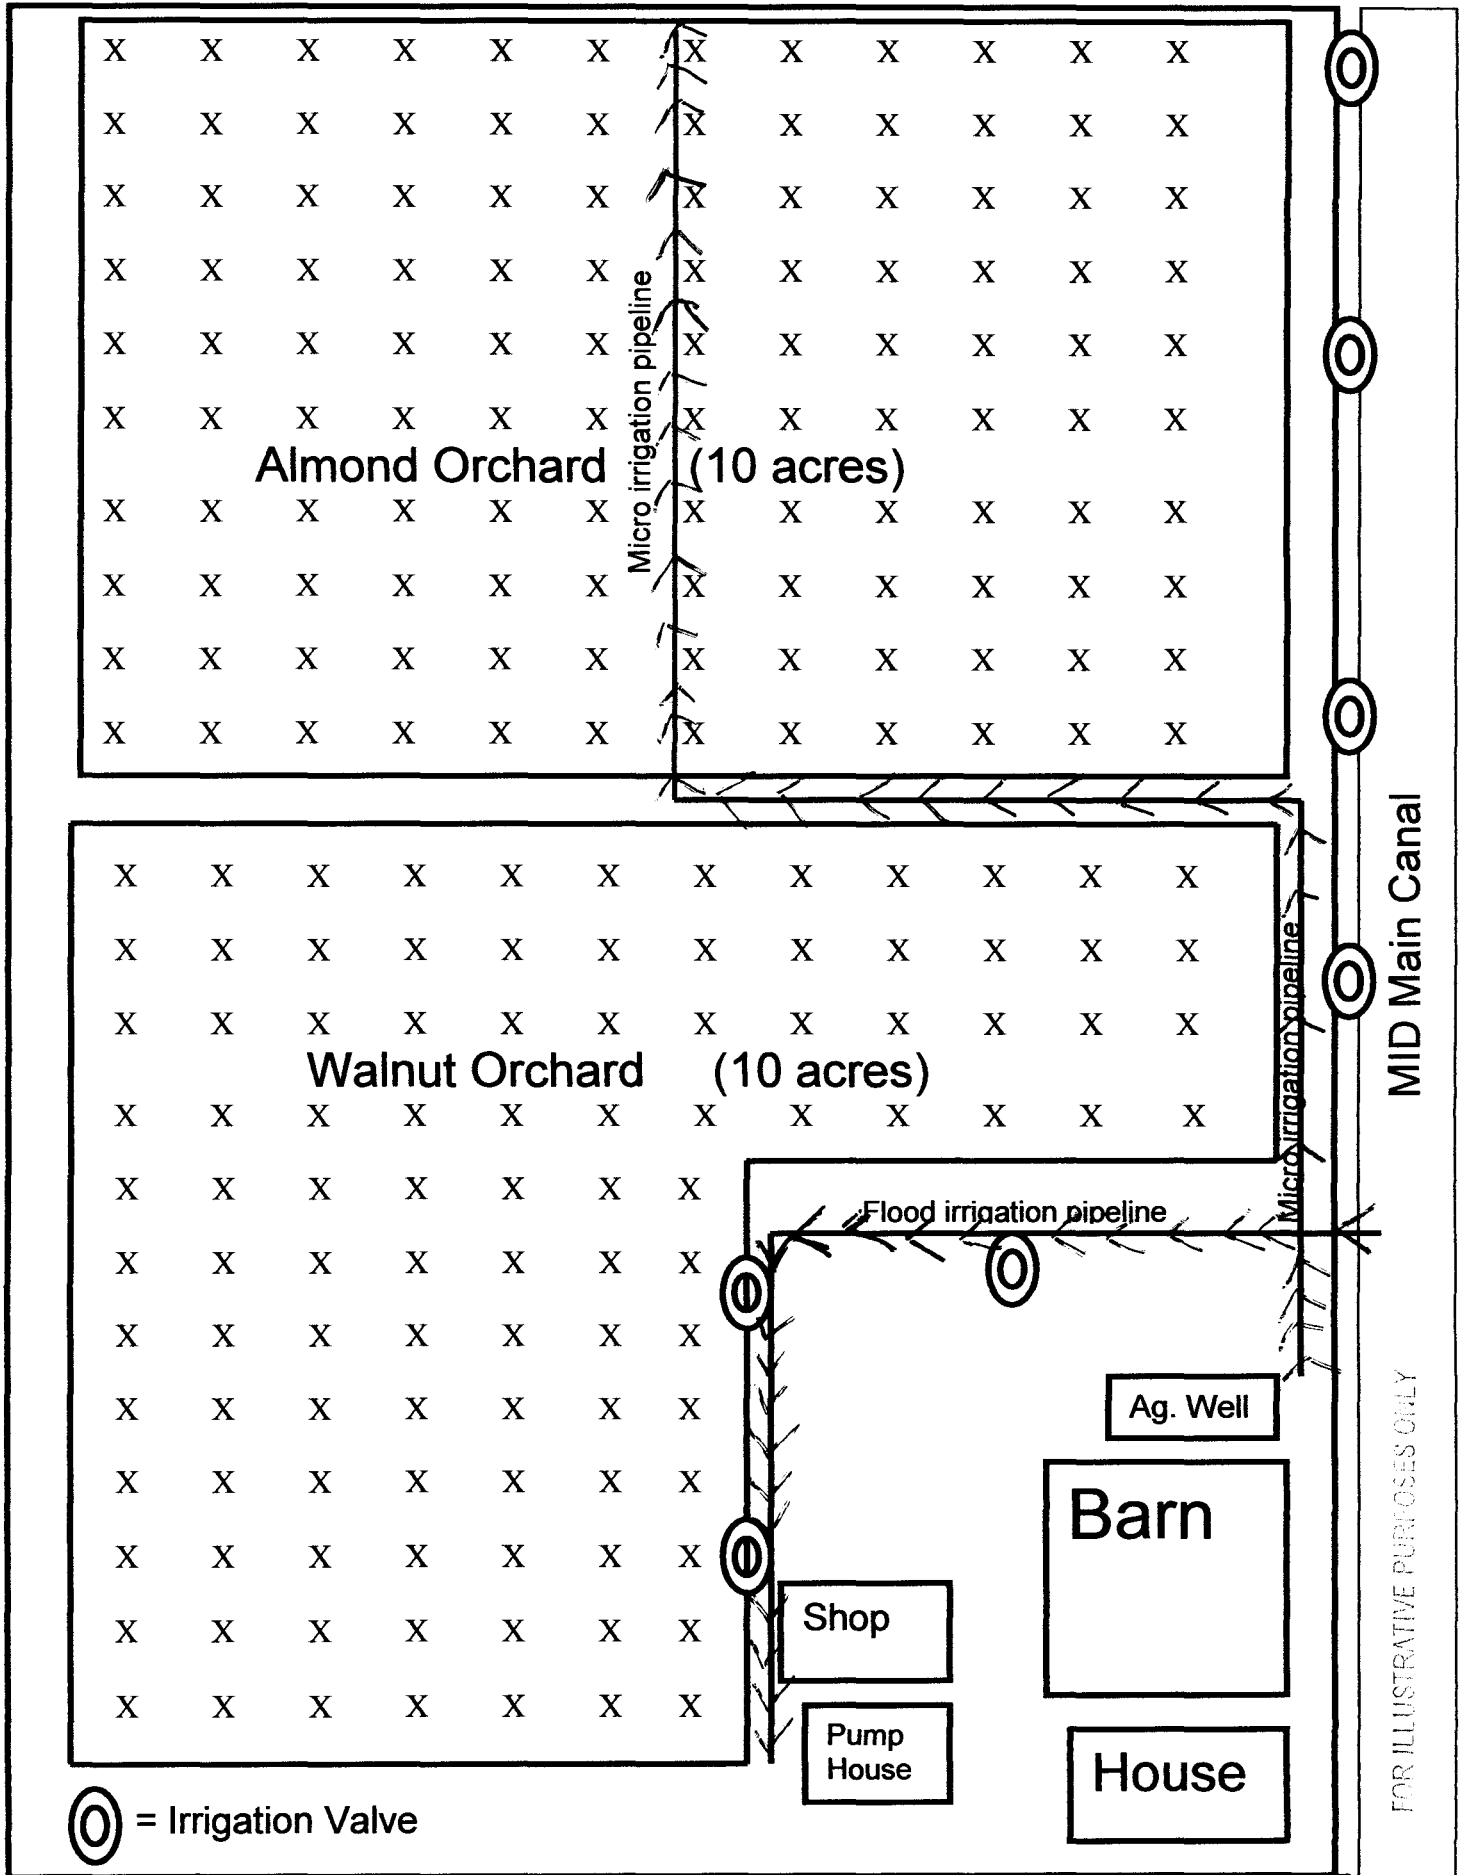 X X X X X X X X X X X X
X X X X X X X X X X X X
X X X X X X X X X X X X
X X X X X X X X X X X X
X X X X X X X X X X X X
X X X X X X X X X X X X
Almond Orchard (10 acres)
Micro irrigation pipeline
X X X X X X X X X X X X
X X X X X X X X X X X X
X X X X X X X X X X X X
X X X X X X X X X X X X
X X X X X X X X X X X X
X X X X X X X X X X X X
X X X X X X X X X X X X
Walnut Orchard (10 acres)
X X X X X X X X X X X X
Micro irrigation pipeline
MID Main Canal
X X X X X X X
Flood irrigation pipeline
X X X X X X X
X X X X X X X
X X X X X X X
Ag. Well
X X X X X X X
Barn
X X X X X X X
X X X X X X X
Shop
X X X X X X X
Pump
House
House
= Irrigation Valve
FOR ILLUSTRATIVE PURPOSES ONLY